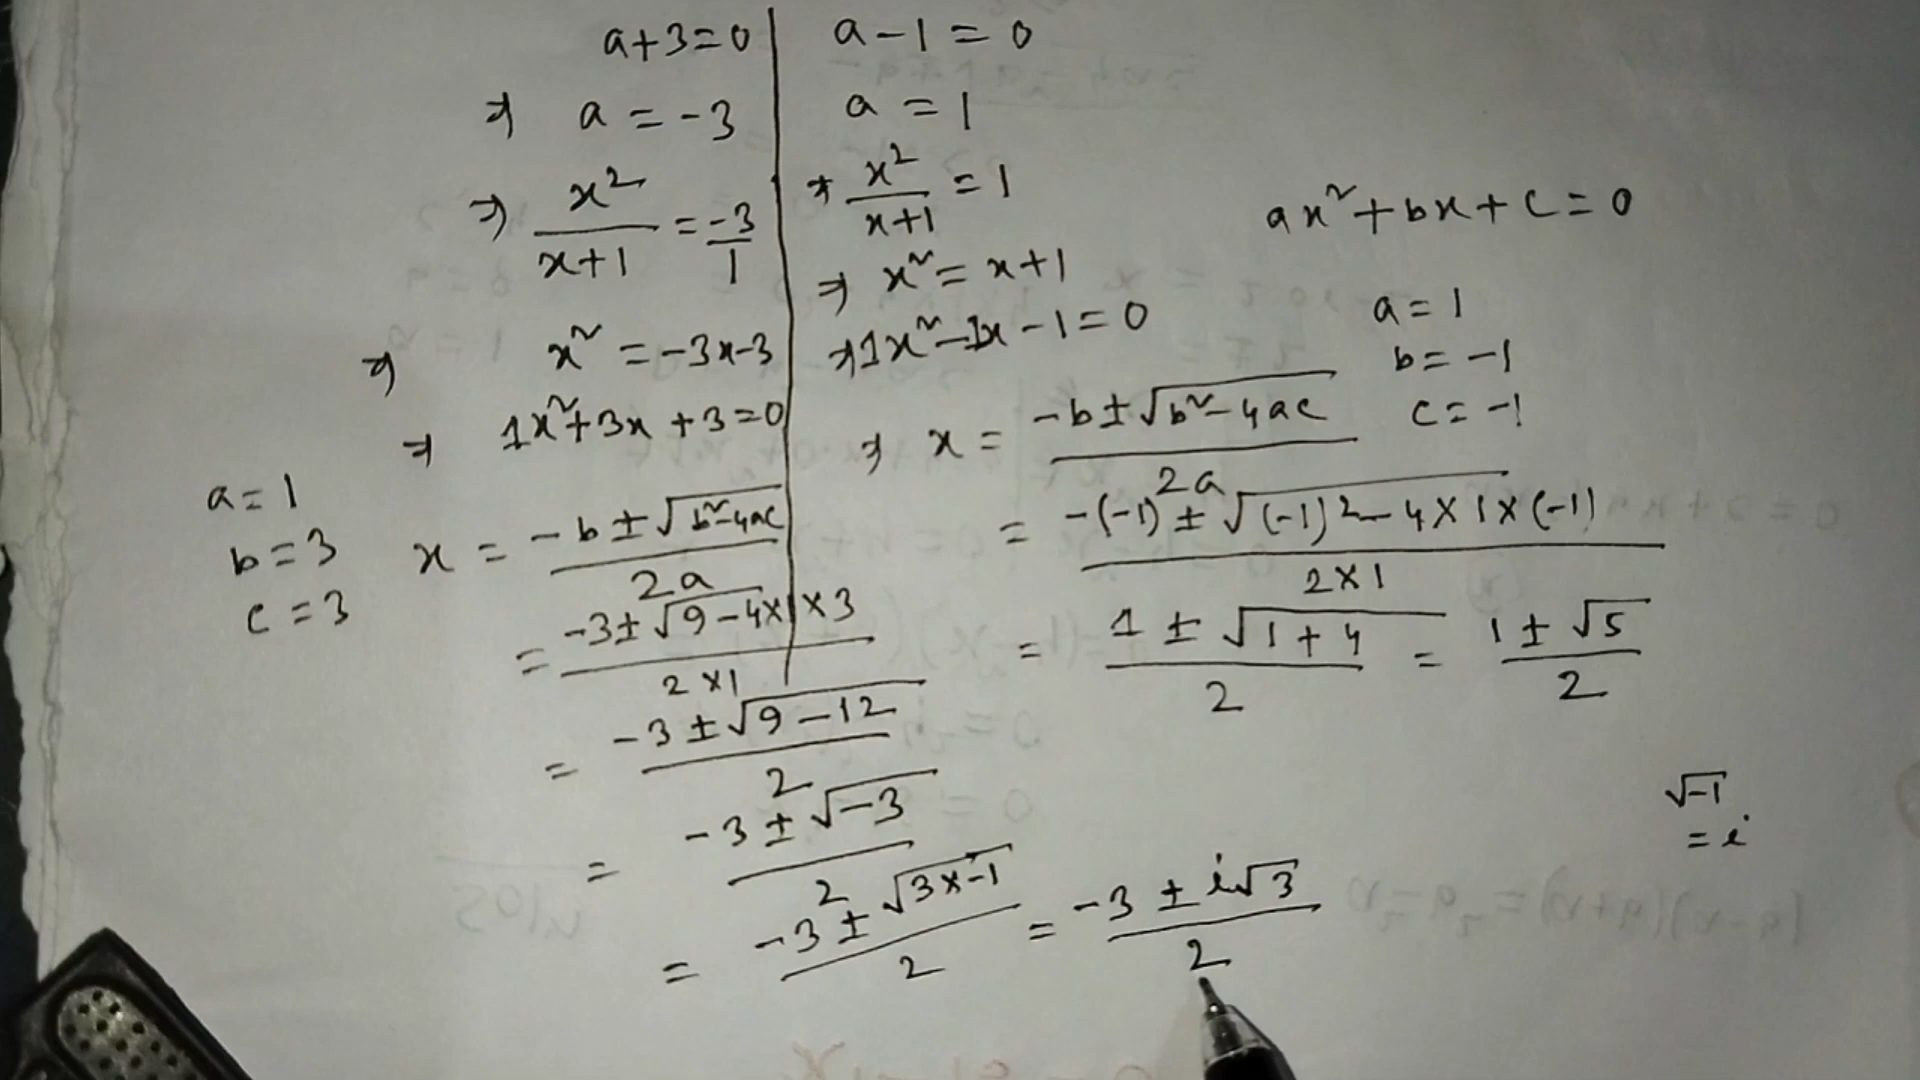 a+3=0
⇒ a = -3
⇒ x²/(x+1) = -3/1
⇒ x² = -3x-3
⇒ 1x²+3x+3=0
a=1
b=3
c=3
x = (-b±√(b²-4ac))/2a
= (-3±√(9-4×1×3))/(2×1)
= (-3±√(9-12))/2
= (-3±√-3)/2
= (-3±√(3×-1))/2 = (-3±i√3)/2
a-1=0
a=1
⇒ x²/(x+1) = 1
⇒ x² = x+1
⇒ 1x²-1x-1=0
ax²+bx+c=0
a=1
b=-1
c=-1
⇒ x = (-b±√(b²-4ac))/2a
= (-(-1)±√((-1)²-4×1×(-1)))/(2×1)
= (1±√(1+4))/2 = (1±√5)/2
√-1
=i